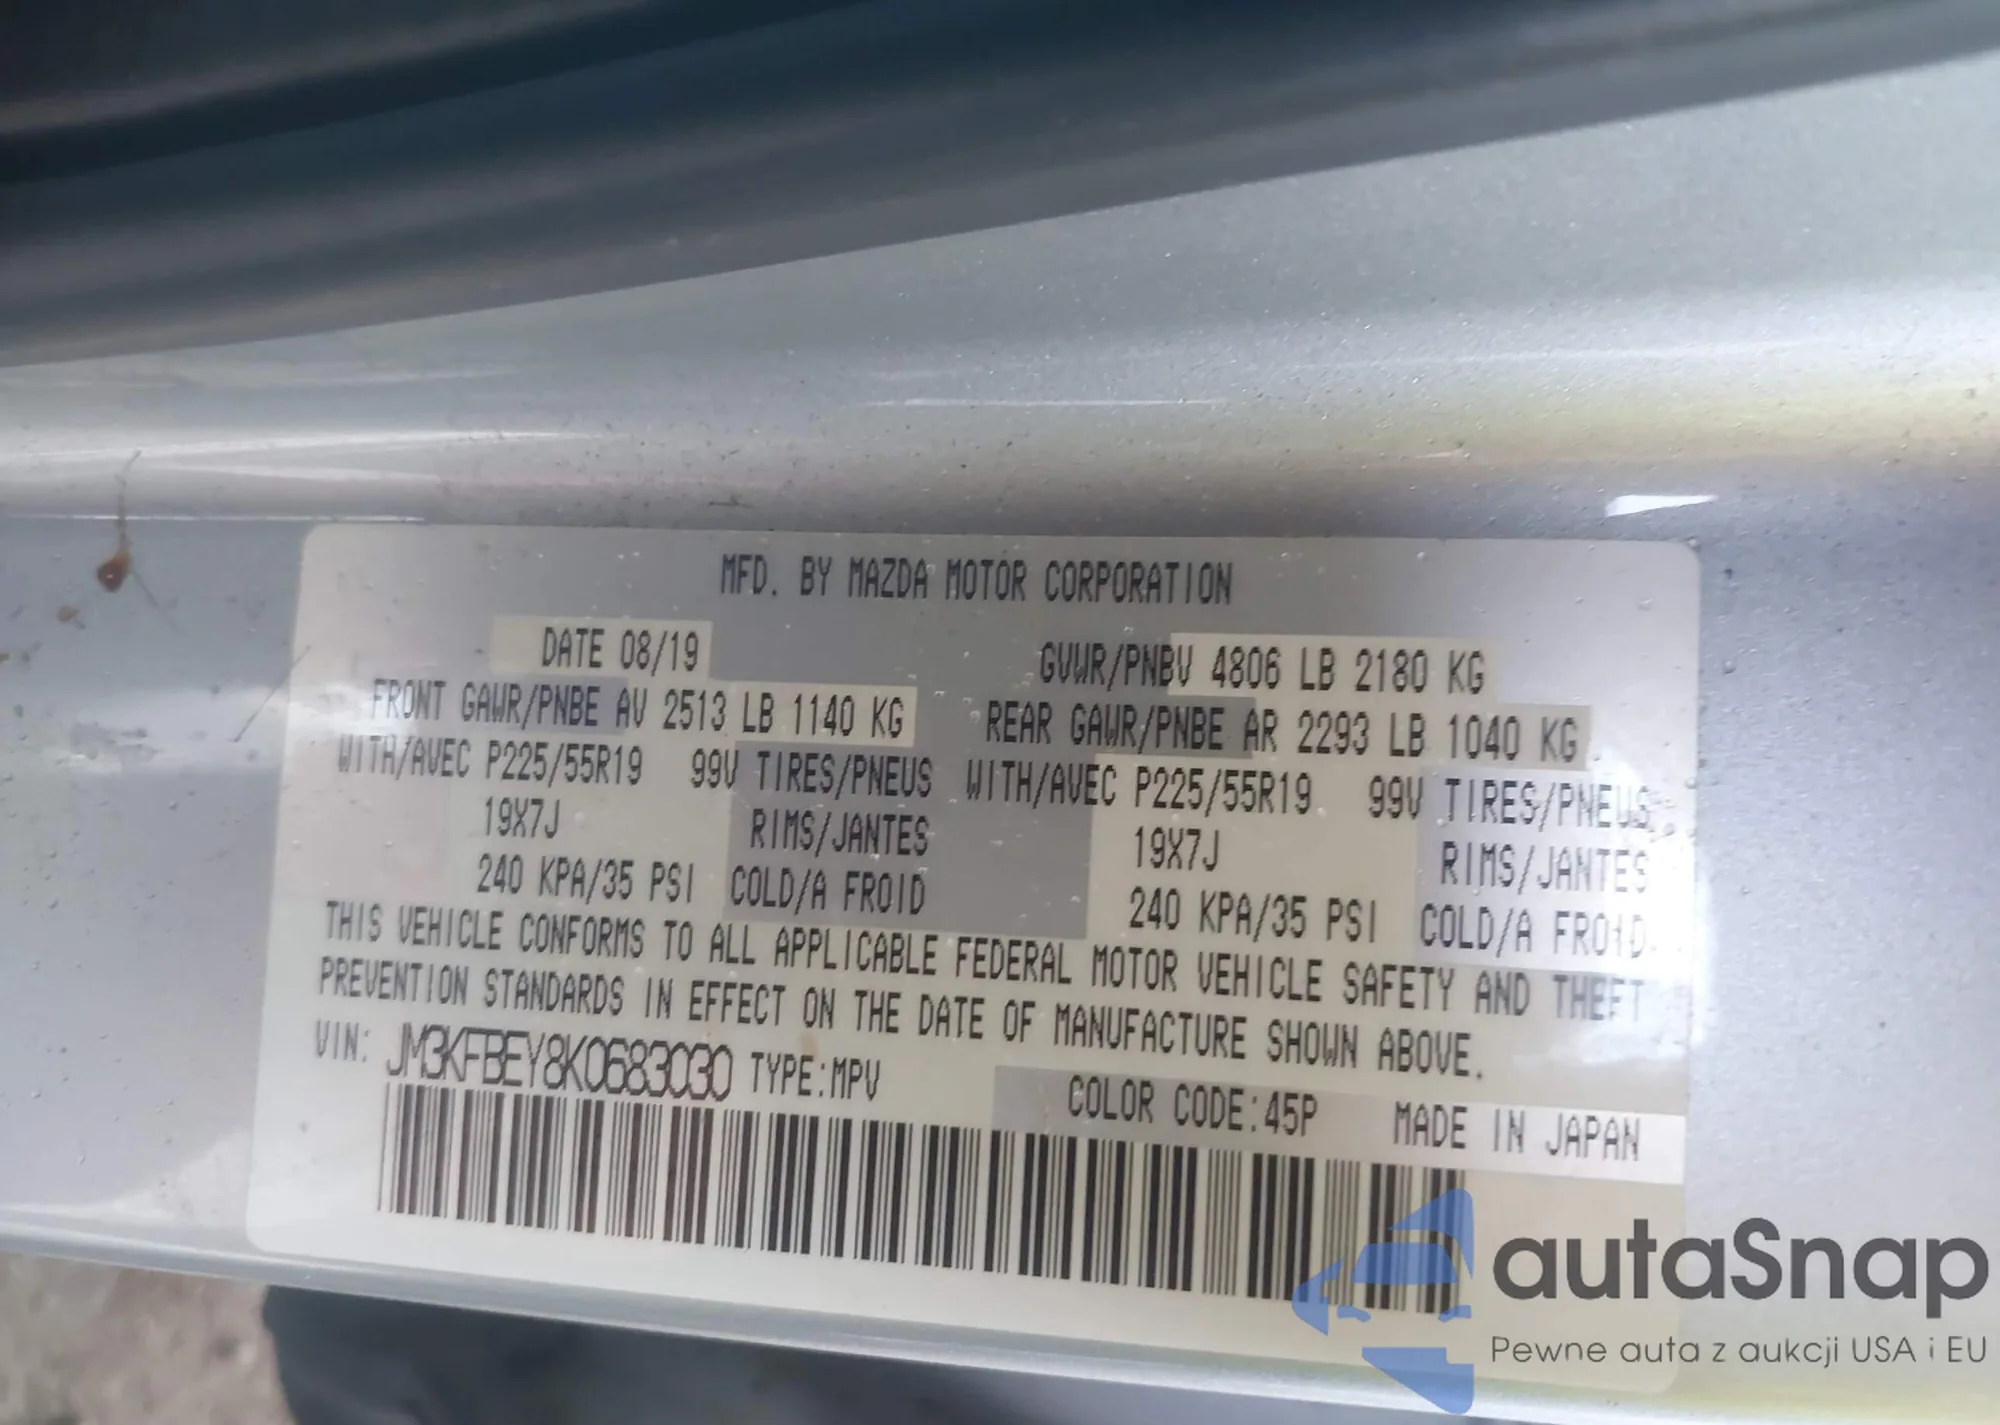 MFD. BY MAZDA MOTOR CORPORATION
DATE 08/19 GVWR/PNBV 4806 LB 2180 KG
FRONT GAWR/PNBE AV 2513 LB 1140 KG REAR GAWR/PNBE AR 2293 LB 1040 KG
WITH/AVEC P225/55R19 99V TIRES/PNEUS WITH/AVEC P225/55R19 99V TIRES/PNEUS
19X7J RIMS/JANTES 19X7J RIMS/JANTES
240 KPA/35 PSI COLD/A FROID 240 KPA/35 PSI COLD/A FROID
THIS VEHICLE CONFORMS TO ALL APPLICABLE FEDERAL MOTOR VEHICLE SAFETY AND THEFT
PREVENTION STANDARDS IN EFFECT ON THE DATE OF MANUFACTURE SHOWN ABOVE.
VIN: JM3KFBEY8K0683030 TYPE:MPV COLOR CODE:45P MADE IN JAPAN
autaSnap
Pewne auta z aukcji USA i EU